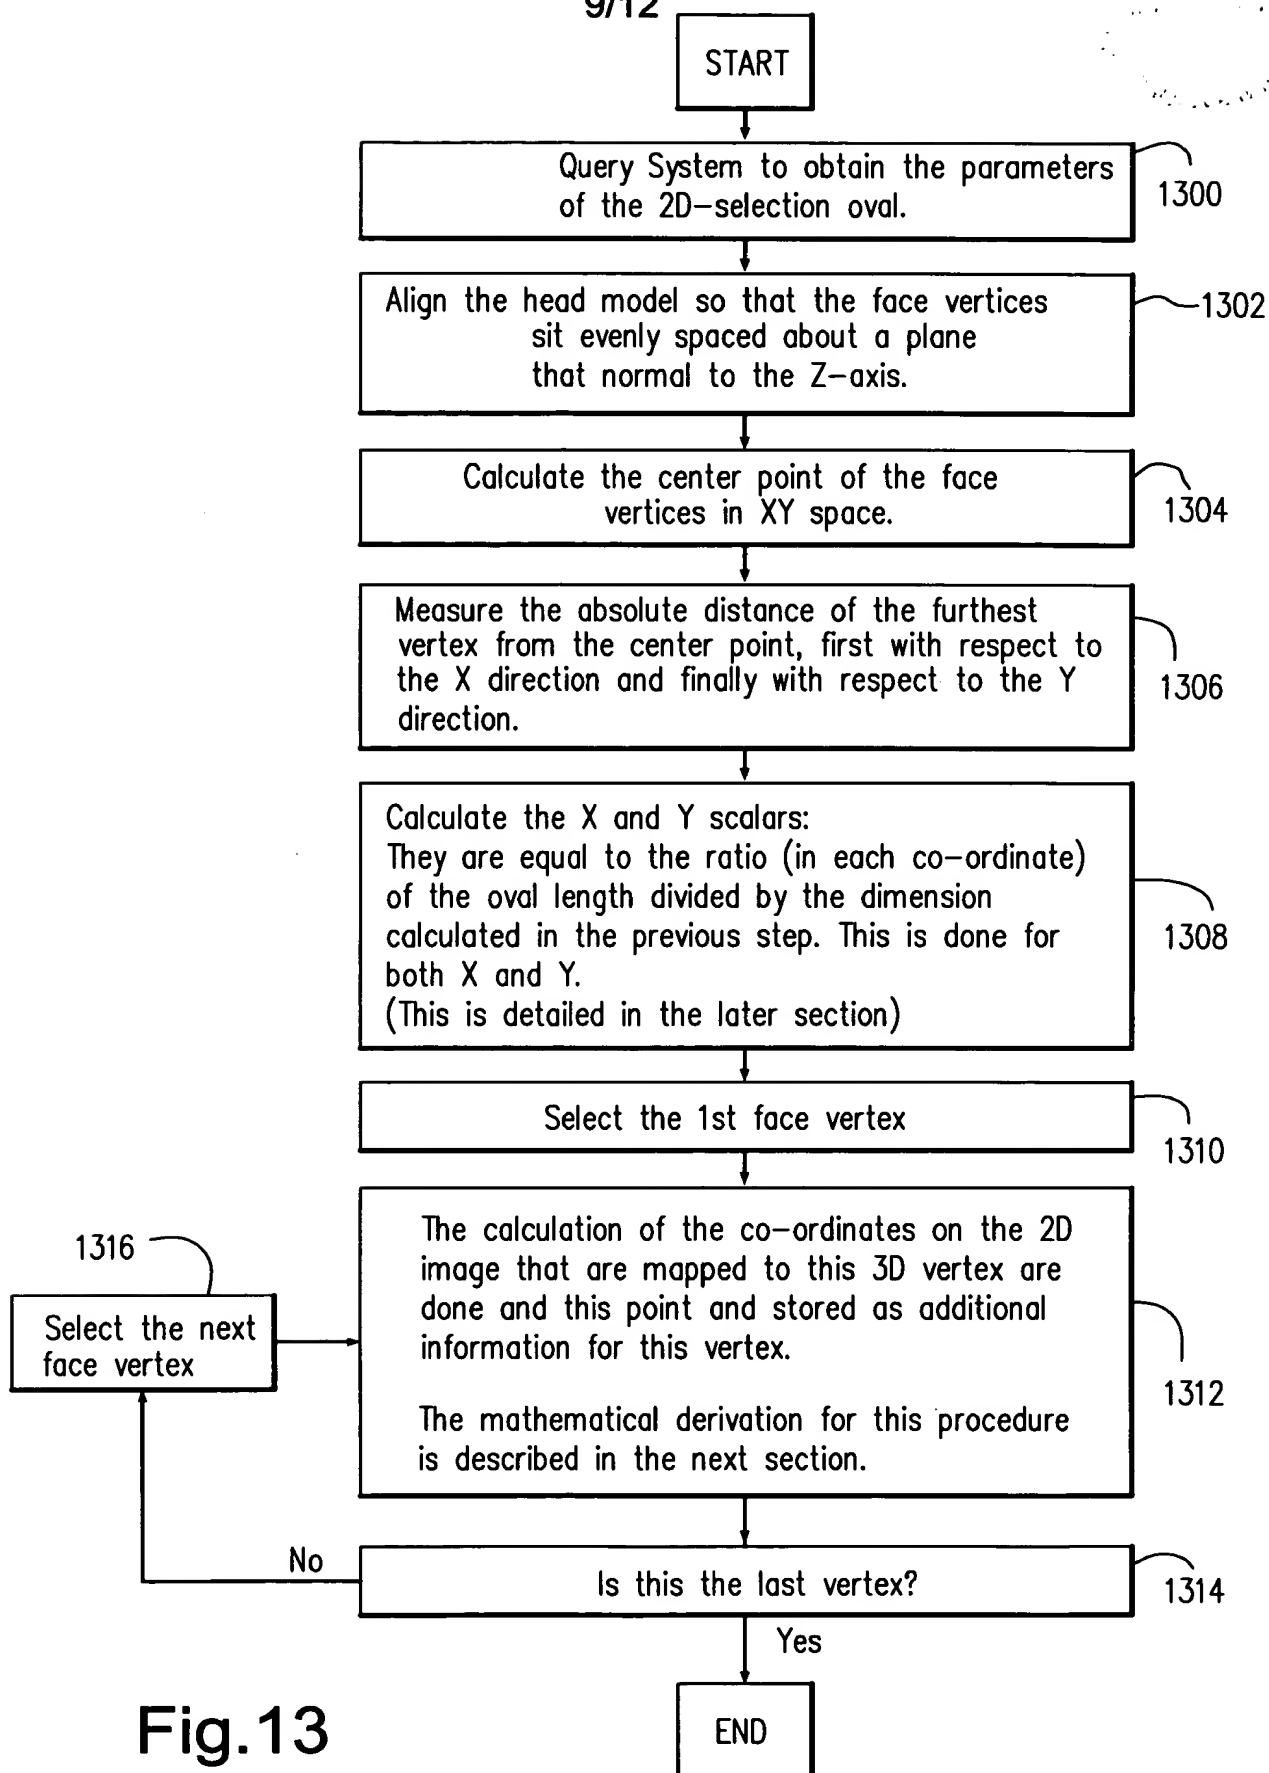 9/12
START
Query System to obtain the parameters
of the 2D-selection oval.
1300
Align the head model so that the face vertices
sit evenly spaced about a plane
that normal to the Z-axis.
1302
Calculate the center point of the face
vertices in XY space.
1304
Measure the absolute distance of the furthest
vertex from the center point, first with respect to
the X direction and finally with respect to the Y
direction.
1306
Calculate the X and Y scalars:
They are equal to the ratio (in each co-ordinate)
of the oval length divided by the dimension
calculated in the previous step. This is done for
both X and Y.
(This is detailed in the later section)
1308
Select the 1st face vertex
1310
The calculation of the co-ordinates on the 2D
image that are mapped to this 3D vertex are
done and this point and stored as additional
information for this vertex.
The mathematical derivation for this procedure
is described in the next section.
1312
1316
Select the next
face vertex
No
Is this the last vertex?
1314
Yes
END
Fig.13